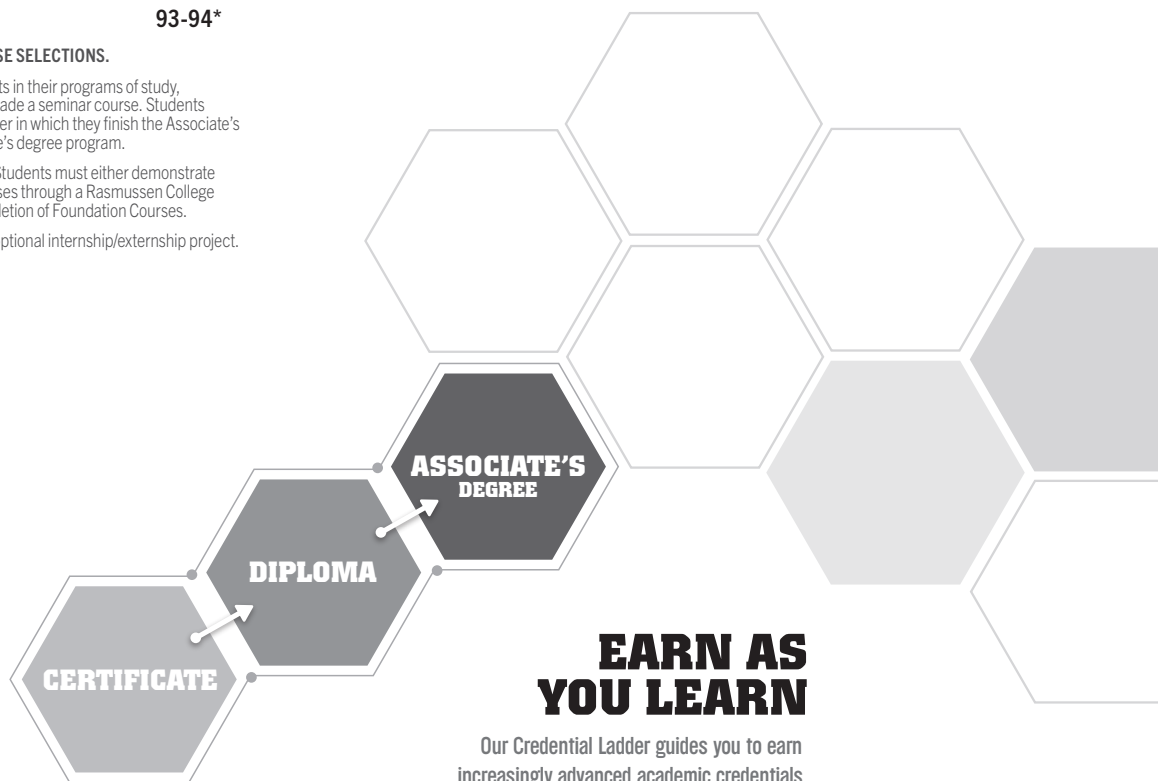 93-94*
SE SELECTIONS.
ts in their programs of study,
ade a seminar course. Students
er in which they finish the Associate’s
e’s degree program.
Students must either demonstrate
ses through a Rasmussen College
letion of Foundation Courses.
ptional internship/externship project.
ASSOCIATE’S
DEGREE
DIPLOMA
CERTIFICATE
EARN AS
YOU LEARN
Our Credential Ladder guides you to earn
increasingly advanced academic credentials